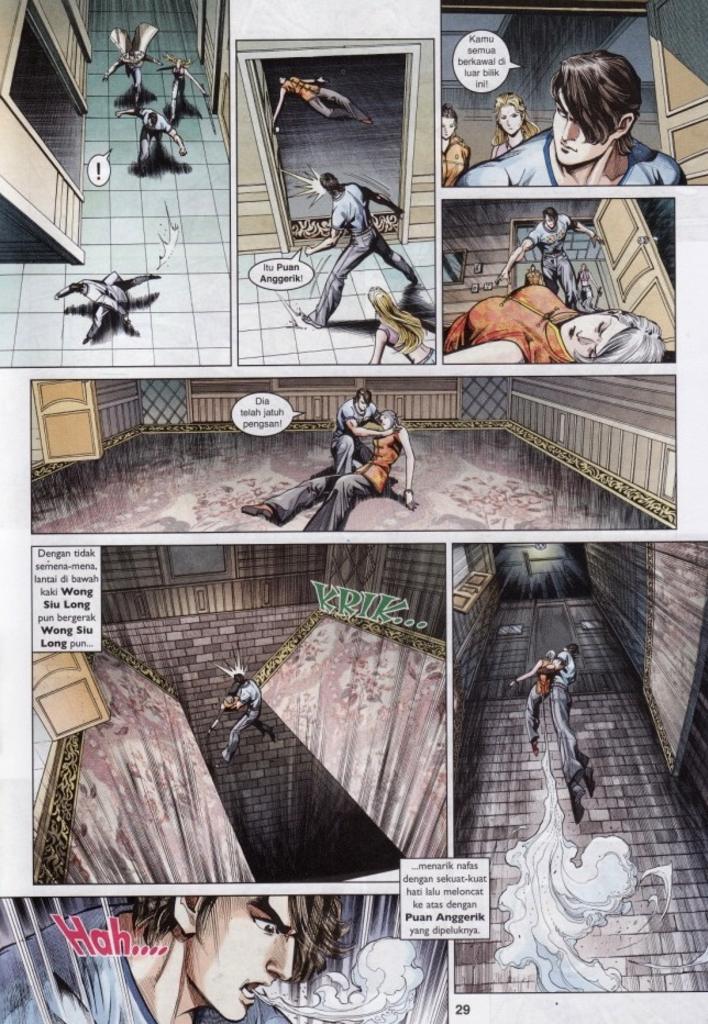 !
Itu Puan
Anggerik!
Kamu
semua
berkawal di
luar bilik
ini!
Dia
telah jatuh
pengsan!
Dengan tidak
semena-mena,
lantai di bawah
kaki Wong
Siu Long
pun bergerak
Wong Siu
Long pun...
KRIK...
...menarik nafas
dengan sekuat-kuat
hati lalu meloncat
ke atas dengan
Puan Anggerik
yang dipeluknya.
Hah....
29